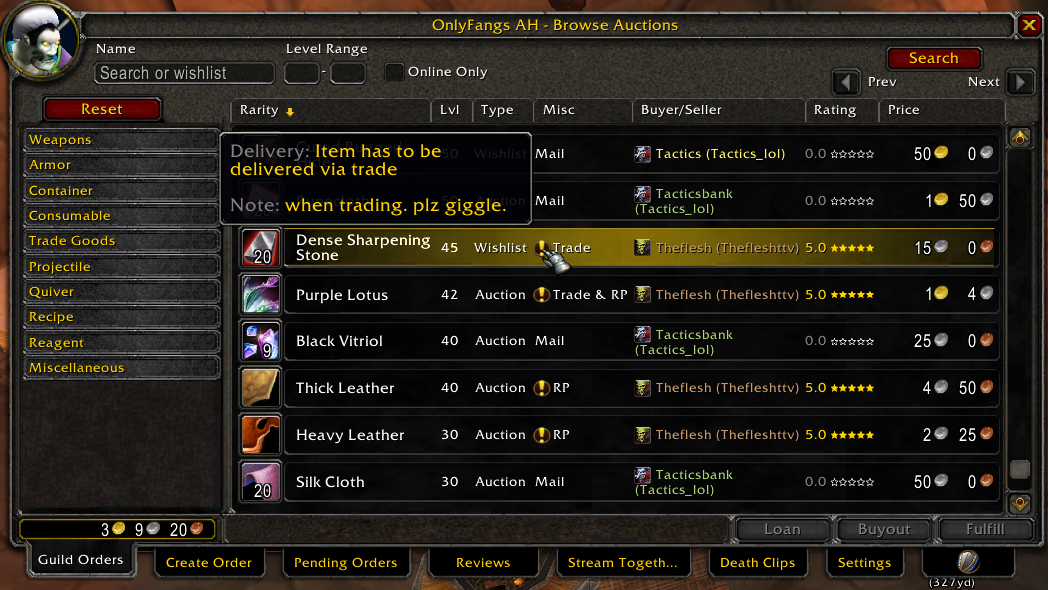 OnlyFangs AH - Browse Auctions
Name
Level Range
Search or wishlist
-
Online Only
Search
Prev
Next
Reset
Rarity
Lvl
Type
Misc
Buyer/Seller
Rating
Price
Weapons
Armor
Container
Consumable
Trade Goods
Projectile
Quiver
Recipe
Reagent
Miscellaneous
Delivery: Item has to be
delivered via trade
Note: when trading. plz giggle.
50 Wishlist Mail Tactics (Tactics_lol) 0.0 50 0
Mail Tacticsbank
(Tactics_lol) 0.0 1 50
20 Dense Sharpening
Stone 45 Wishlist Trade Theflesh (Thefleshttv) 5.0 15 0
Purple Lotus 42 Auction Trade & RP Theflesh (Thefleshttv) 5.0 1 4
9 Black Vitriol 40 Auction Mail Tacticsbank
(Tactics_lol) 0.0 25 0
Thick Leather 40 Auction RP Theflesh (Thefleshttv) 5.0 4 50
Heavy Leather 30 Auction RP Theflesh (Thefleshttv) 5.0 2 25
20 Silk Cloth 30 Auction Mail Tacticsbank
(Tactics_lol) 0.0 50 0
3 9 20
Loan
Buyout
Fulfill
Guild Orders
Create Order
Pending Orders
Reviews
Stream Togeth...
Death Clips
Settings
(327yd)